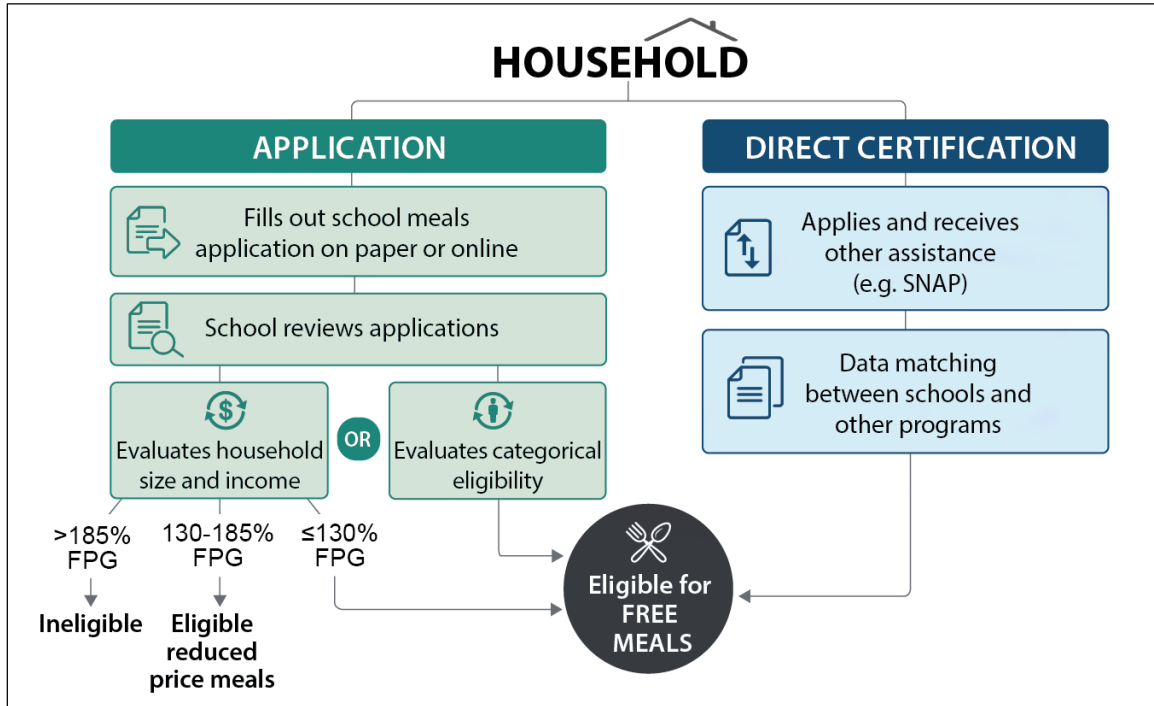 HOUSEHOLD
APPLICATION
Fills out school meals
application on paper or online
School reviews applications
$
Evaluates household
size and income
OR
Evaluates categorical
eligibility
>185%
FPG
130-185%
FPG
≤130%
FPG
Ineligible
Eligible
reduced
price meals
DIRECT CERTIFICATION
Applies and receives
other assistance
(e.g. SNAP)
Data matching
between schools and
other programs
Eligible for
FREE
MEALS